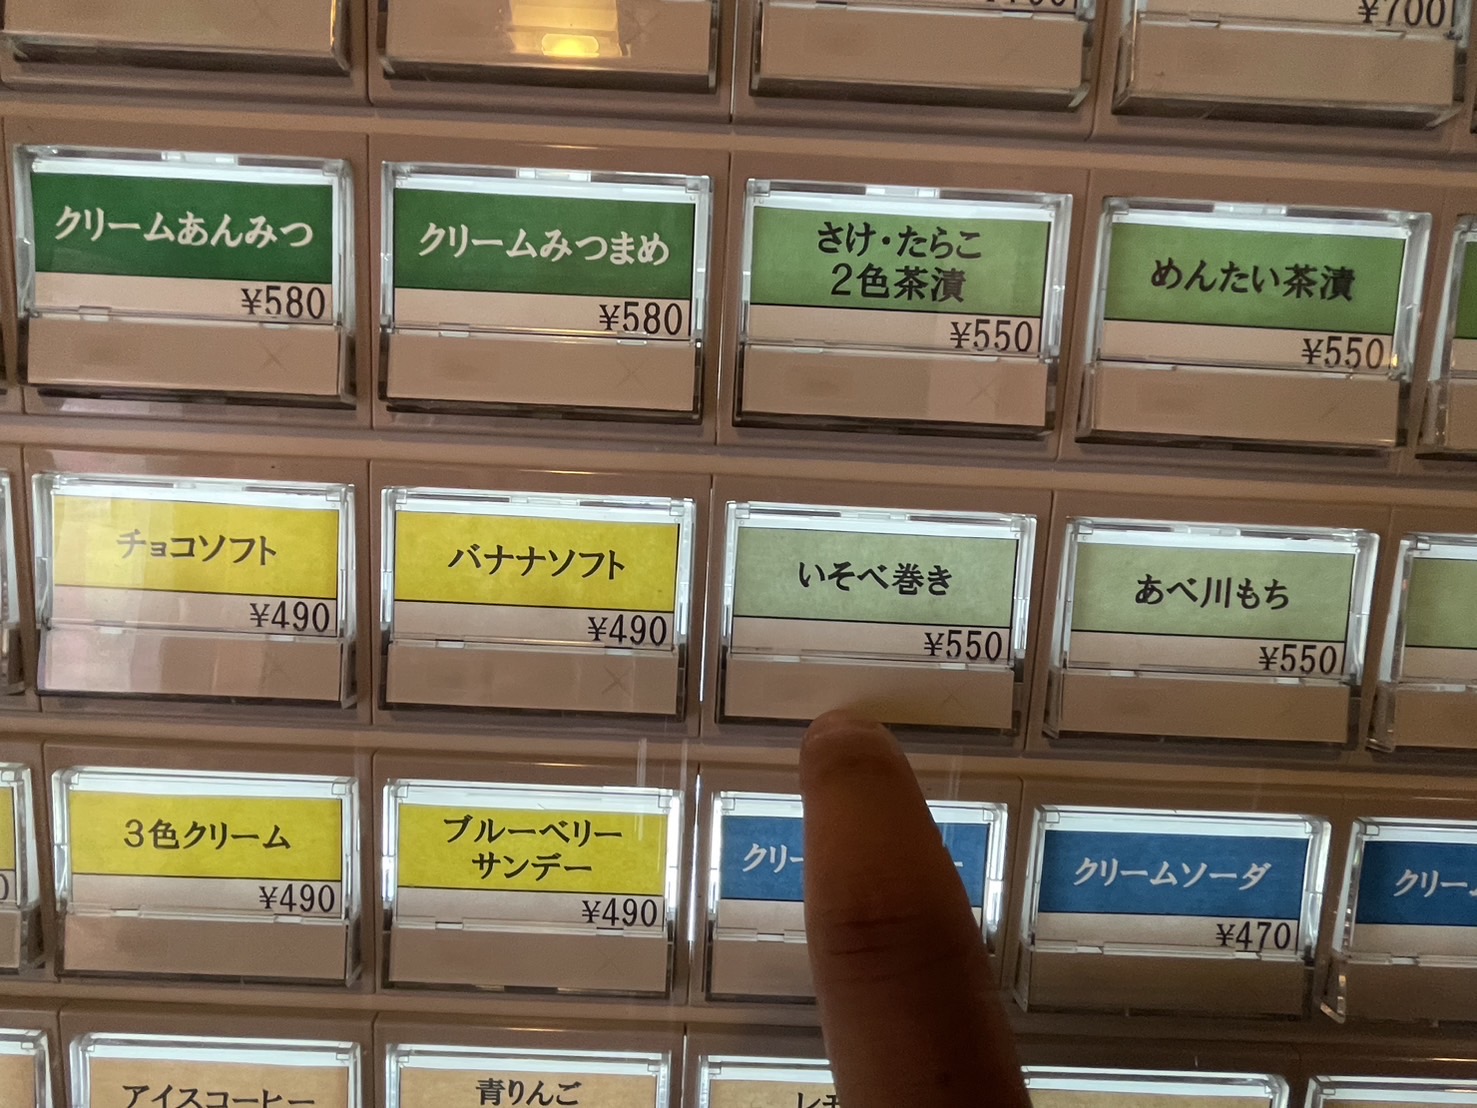 ¥700
クリームあんみつ
¥580
クリームみつまめ
¥580
さけ・たらこ
2色茶漬
¥550
めんたい茶漬
¥550
チョコソフト
¥490
バナナソフト
¥490
いそべ巻き
¥550
あべ川もち
¥550
3色クリーム
¥490
ブルーベリー
サンデー
¥490
クリームソーダ
¥470
アイスコーヒー
青りんご